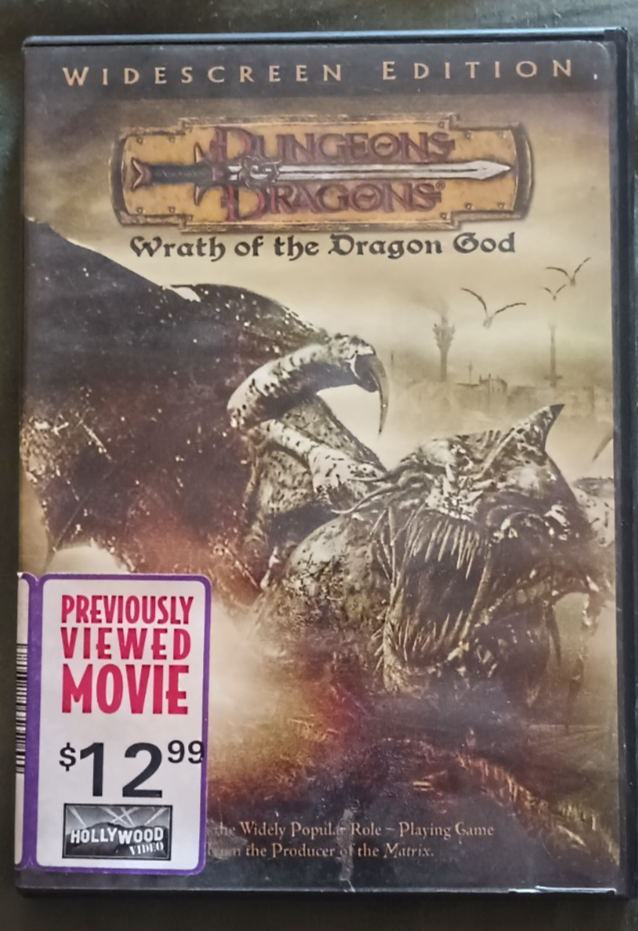 WIDESCREEN EDITION
DUNGEONS
DRAGONS®
Wrath of the Dragon God
PREVIOUSLY
VIEWED
MOVIE
$12 99
HOLLYWOOD
VIDEO
the Widely Popular Role - Playing Game
the Producer of the Matrix.